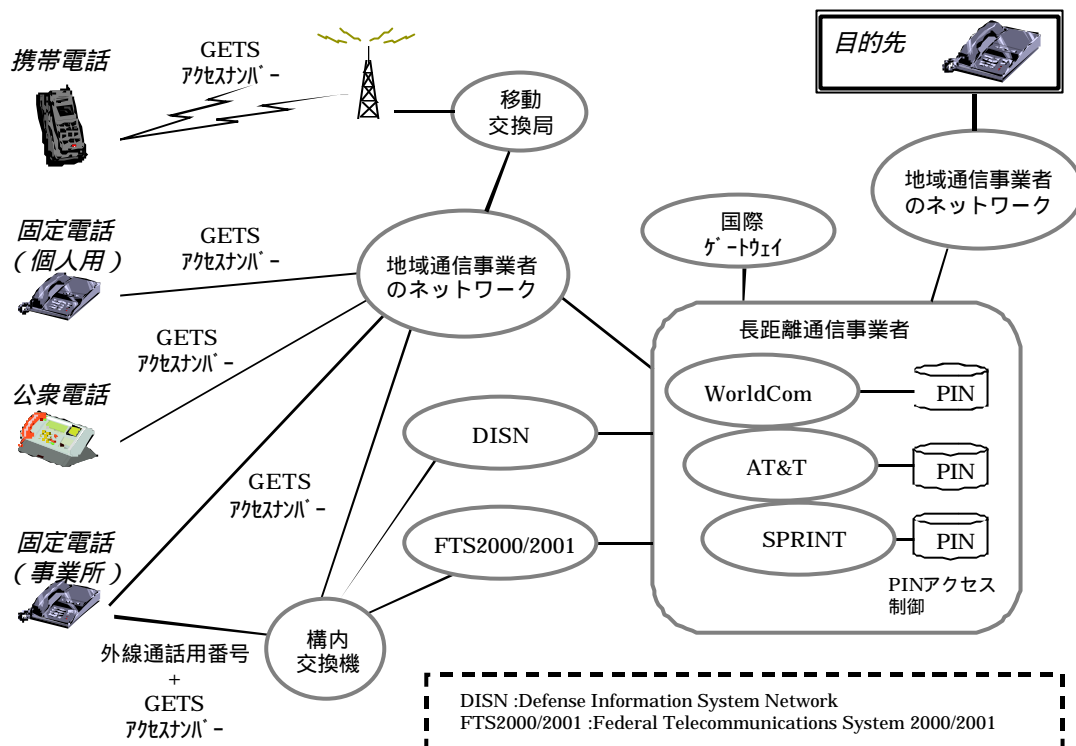 携帯電話
GETS
アクセスナンバー
移動
交換局
目的先
固定電話
(個人用)
GETS
アクセスナンバー
地域通信事業者
のネットワーク
国際
ゲートウェイ
地域通信事業者
のネットワーク
GETS
アクセスナンバー
公衆電話
長距離通信事業者
WorldCom
PIN
DISN
AT&T
PIN
GETS
アクセスナンバー
FTS2000/2001
SPRINT
PIN
PINアクセス
制御
固定電話
(事業所)
構内
交換機
外線通話用番号
+
GETS
アクセスナンバー
DISN :Defense Information System Network
FTS2000/2001 :Federal Telecommunications System 2000/2001